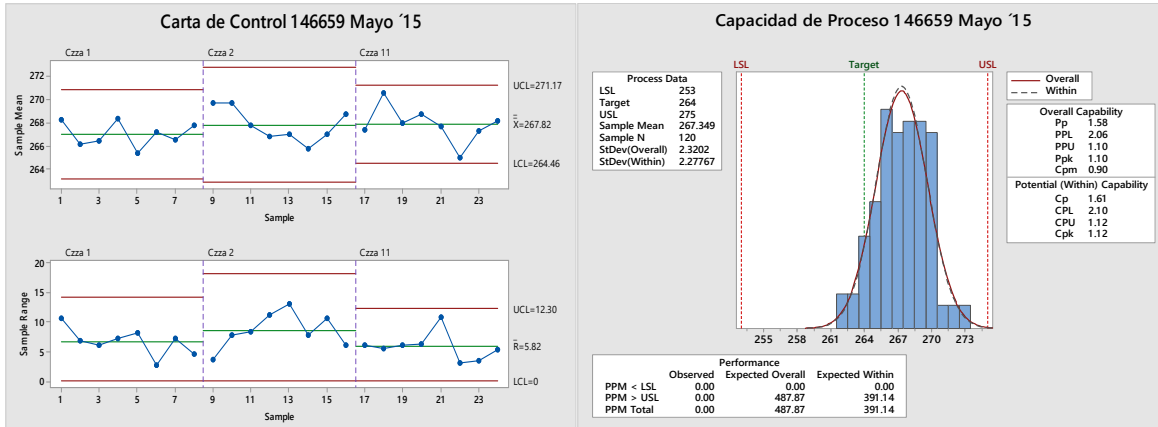 Carta de Control 146659 Mayo ´15
Czza 1 Czza 2 Czza 11
Sample Mean
272
270
268
266
264
UCL=271.17
X̿=267.82
LCL=264.46
1 3 5 7 9 11 13 15 17 19 21 23
Sample
Czza 1 Czza 2 Czza 11
Sample Range
20
15
10
5
0
UCL=12.30
R̅=5.82
LCL=0
1 3 5 7 9 11 13 15 17 19 21 23
Sample
Capacidad de Proceso 146659 Mayo ´15
LSL Target USL
Process Data
LSL 253
Target 264
USL 275
Sample Mean 267.349
Sample N 120
StDev(Overall) 2.3202
StDev(Within) 2.27767
Overall
Within
Overall Capability
Pp 1.58
PPL 2.06
PPU 1.10
Ppk 1.10
Cpm 0.90
Potential (Within) Capability
Cp 1.61
CPL 2.10
CPU 1.12
Cpk 1.12
255 258 261 264 267 270 273
Performance
Observed Expected Overall Expected Within
PPM < LSL 0.00 0.00 0.00
PPM > USL 0.00 487.87 391.14
PPM Total 0.00 487.87 391.14